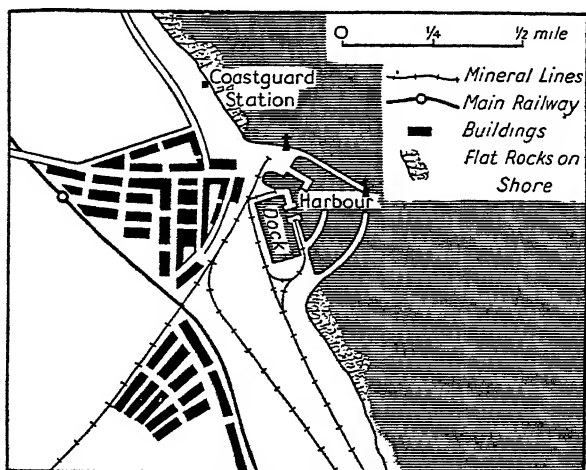 0 1/4 1/2 mile
Coastguard
Station
Mineral Lines
Main Railway
Buildings
Flat Rocks on
Shore
Harbour
Dock